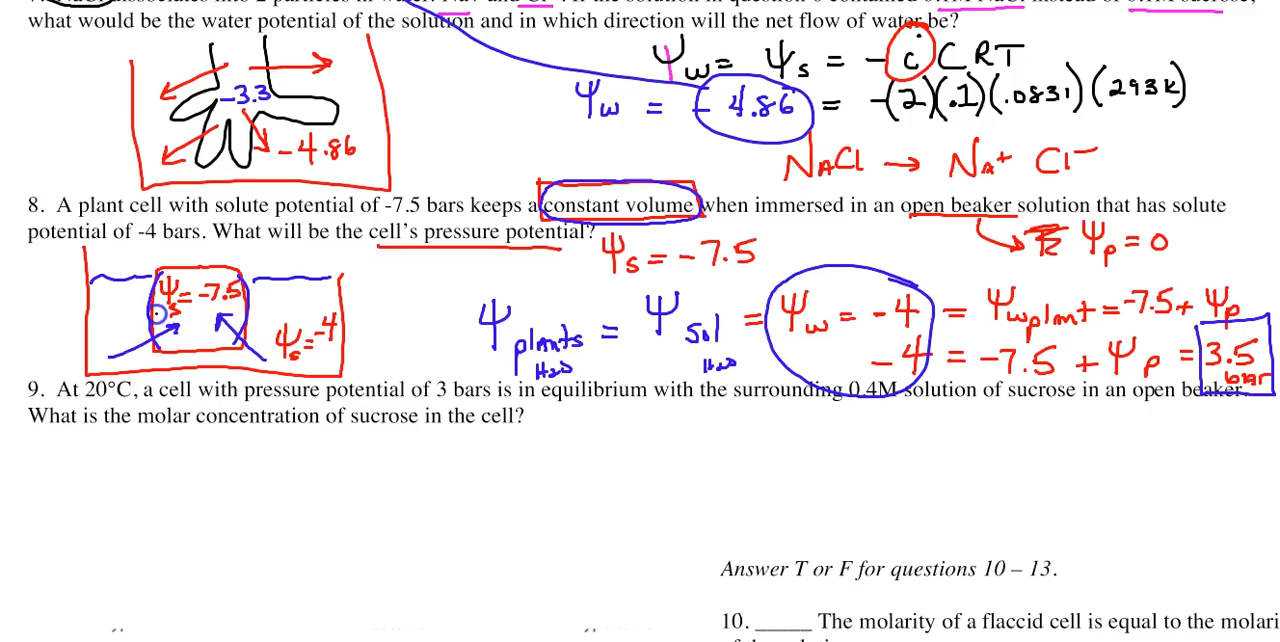 what would be the water potential of the solution and in which direction will the net flow of water be?
Ψw = Ψs = -iCRT
-3.3
Ψw = -4.86 = -(2)(.1)(.0831)(293K)
-4.86
NaCl → Na+ Cl-
8. A plant cell with solute potential of -7.5 bars keeps a constant volume when immersed in an open beaker solution that has solute
potential of -4 bars. What will be the cell's pressure potential?
Ψp = 0
Ψs = -7.5
Ψs = -7.5
Ψs = -4
Ψplants H2O = Ψsol H2O = Ψw = -4 = Ψwplant = -7.5 + Ψp
-4 = -7.5 + Ψp = 3.5 bar
9. At 20°C, a cell with pressure potential of 3 bars is in equilibrium with the surrounding 0.4M solution of sucrose in an open beaker.
What is the molar concentration of sucrose in the cell?
Answer T or F for questions 10 – 13.
10. _____ The molarity of a flaccid cell is equal to the molari